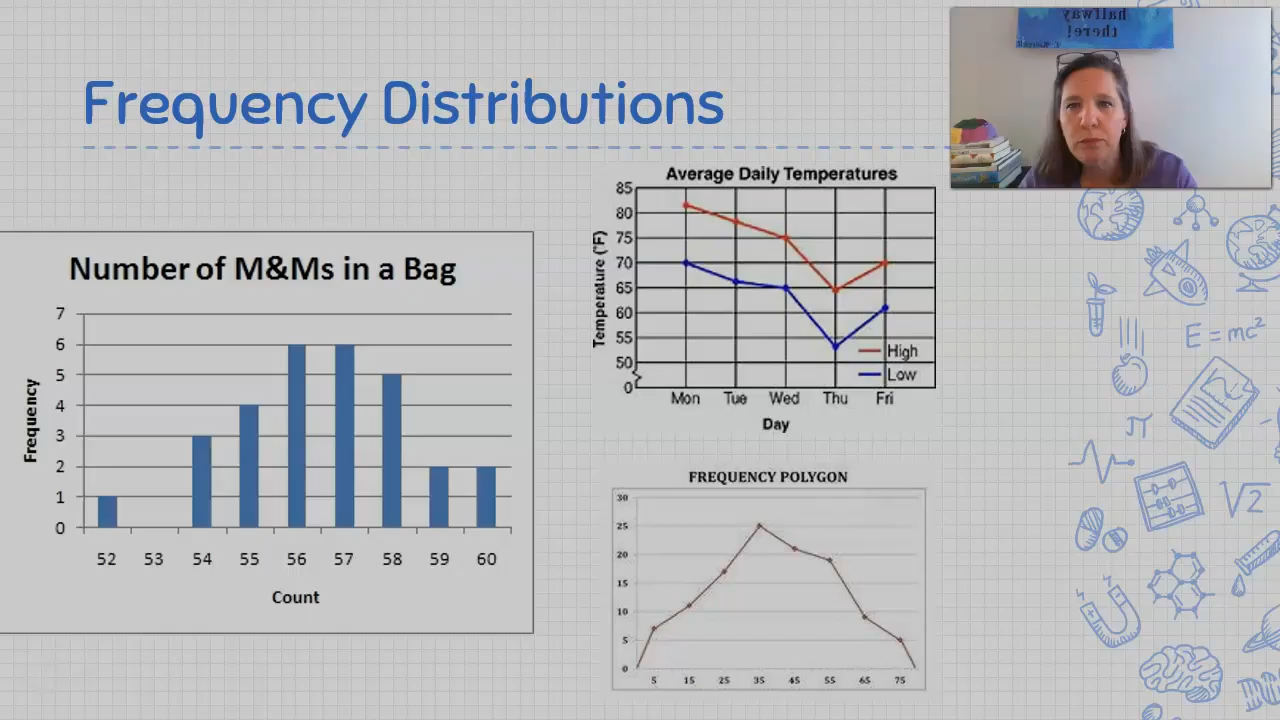 Frequency Distributions
halfway
there!
Number of M&Ms in a Bag
7
6
5
4
3
2
1
0
Frequency
52 53 54 55 56 57 58 59 60
Count
Average Daily Temperatures
85
80
75
70
65
60
55
50
0
Temperature (°F)
High
Low
Mon Tue Wed Thu Fri
Day
FREQUENCY POLYGON
30
25
20
15
10
5
0
5 15 25 35 45 55 65 75
E = mc²
π
√2